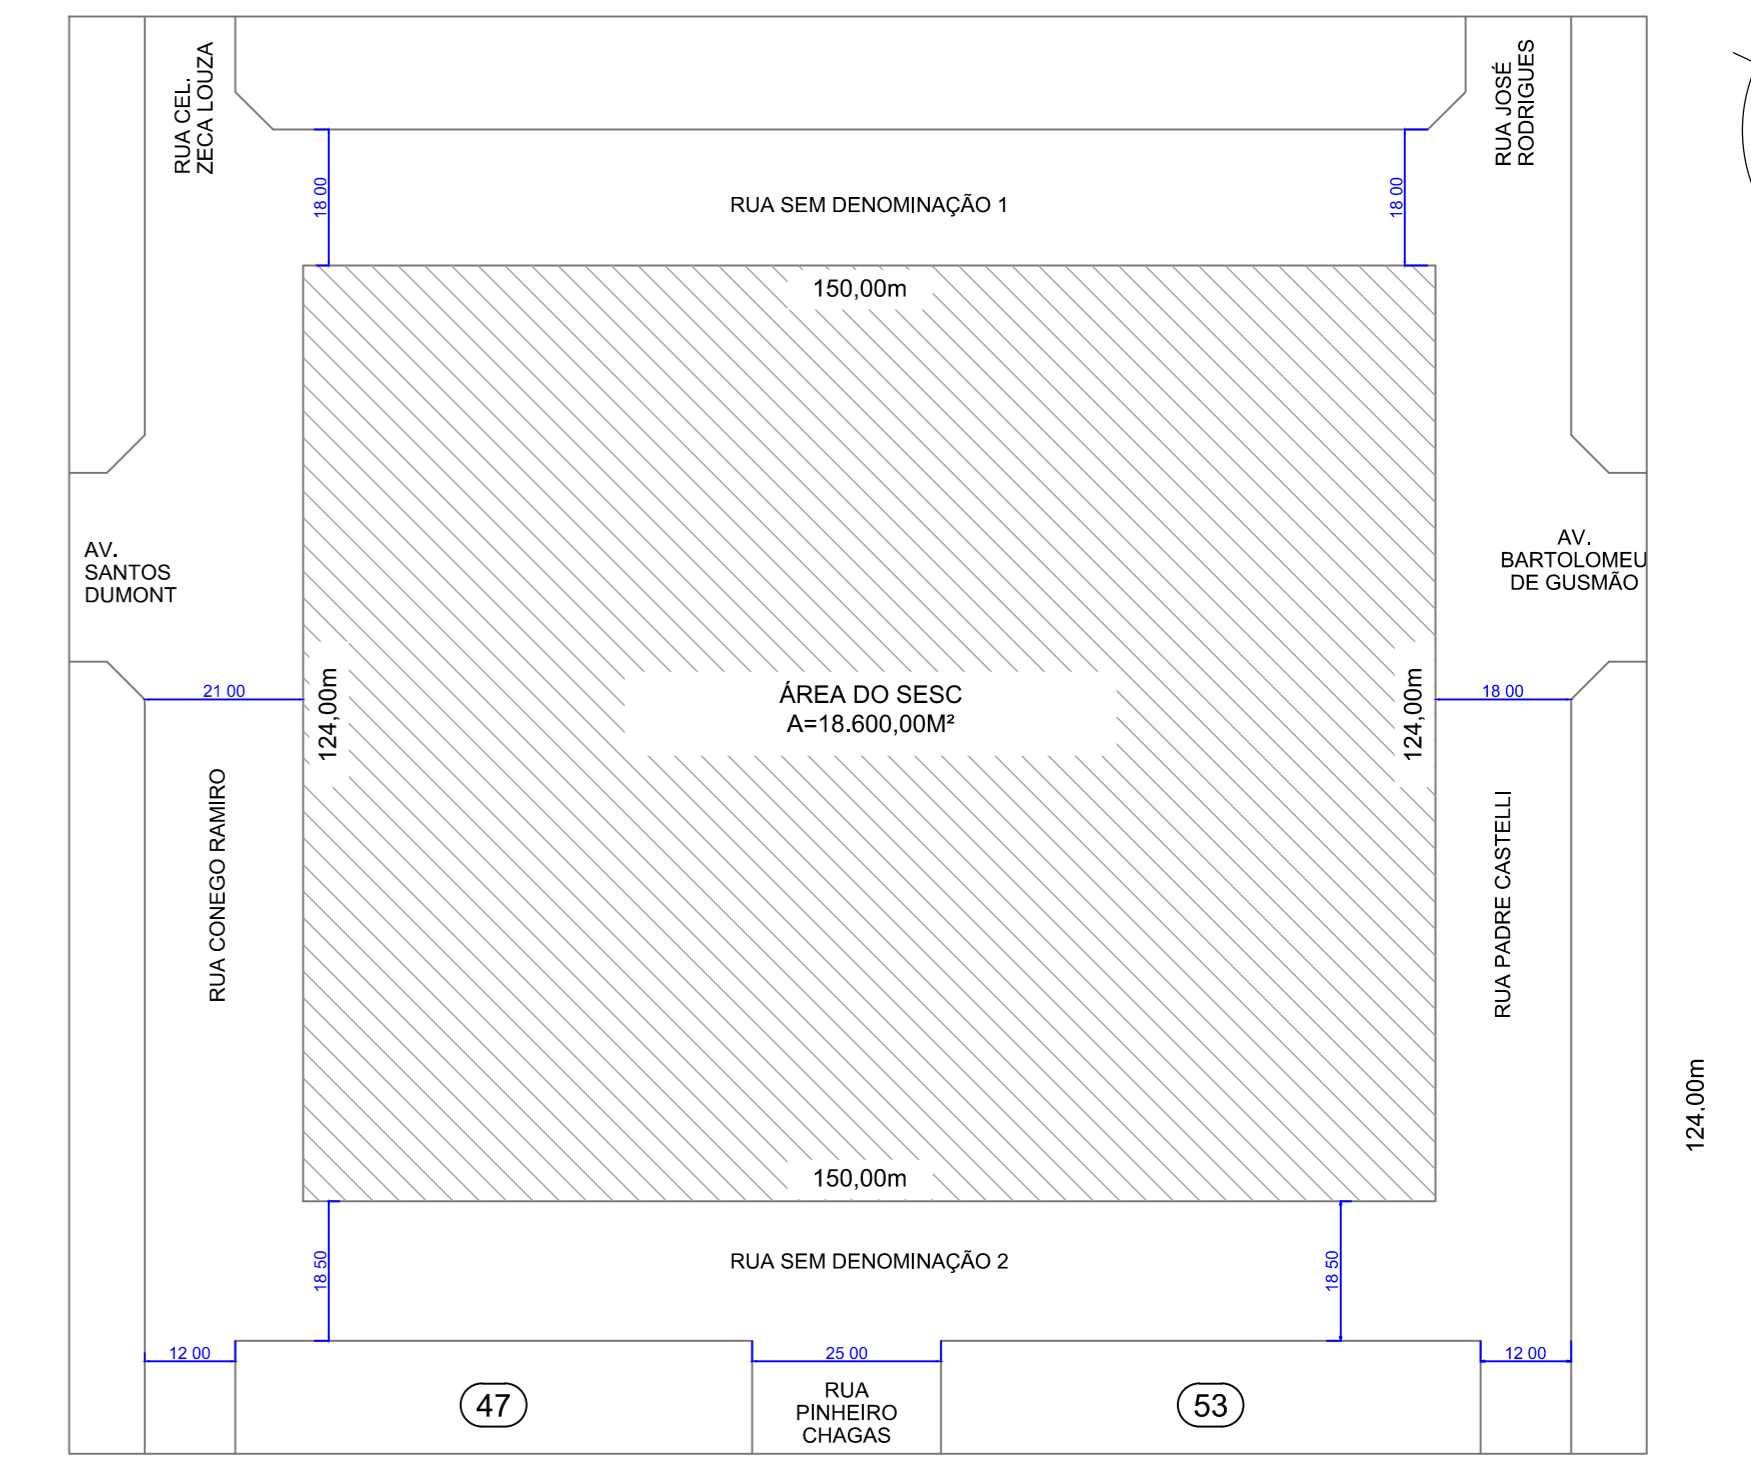 RUA CEL.
ZECA LOUZA
RUA JOSÉ
RODRIGUES
18 00
18 00
RUA SEM DENOMINAÇÃO 1
150,00m
AV.
SANTOS
DUMONT
AV.
BARTOLOMEU
DE GUSMÃO
21 00
124,00m
ÁREA DO SESC
A=18.600,00M²
124,00m
18 00
RUA CONEGO RAMIRO
RUA PADRE CASTELLI
124,00m
150,00m
18 50
RUA SEM DENOMINAÇÃO 2
18 50
12 00
25 00
12 00
47
RUA
PINHEIRO
CHAGAS
53